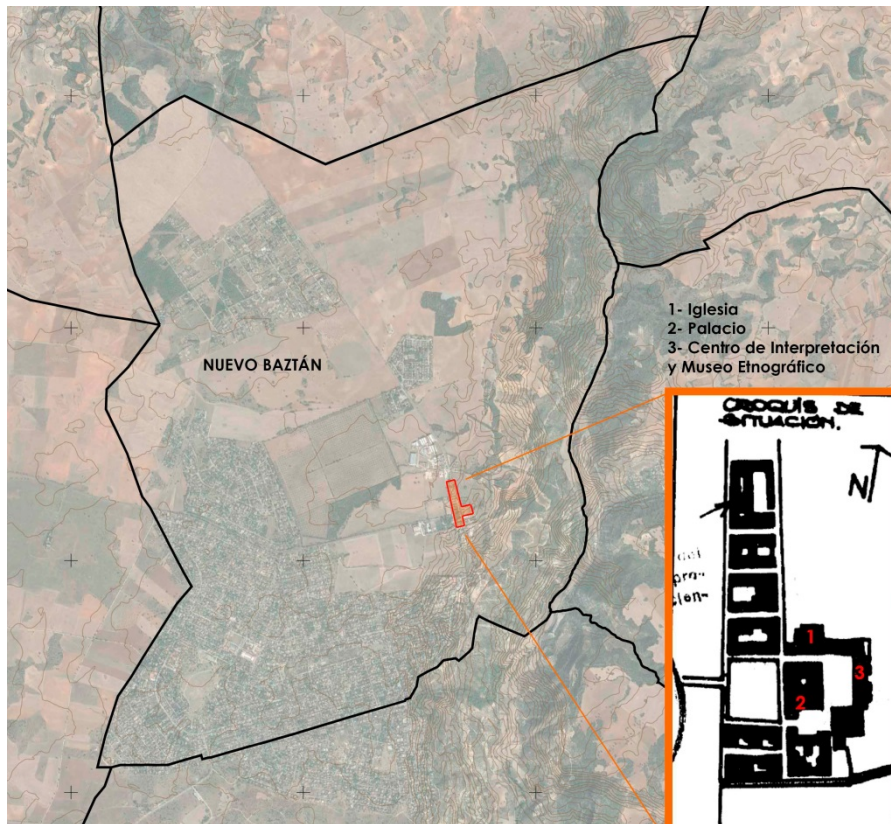 NUEVO BAZTÁN
1- Iglesia
2- Palacio
3- Centro de Interpretación
y Museo Etnográfico
CROQUIS DE
SITUACIÓN.
N
1
3
2